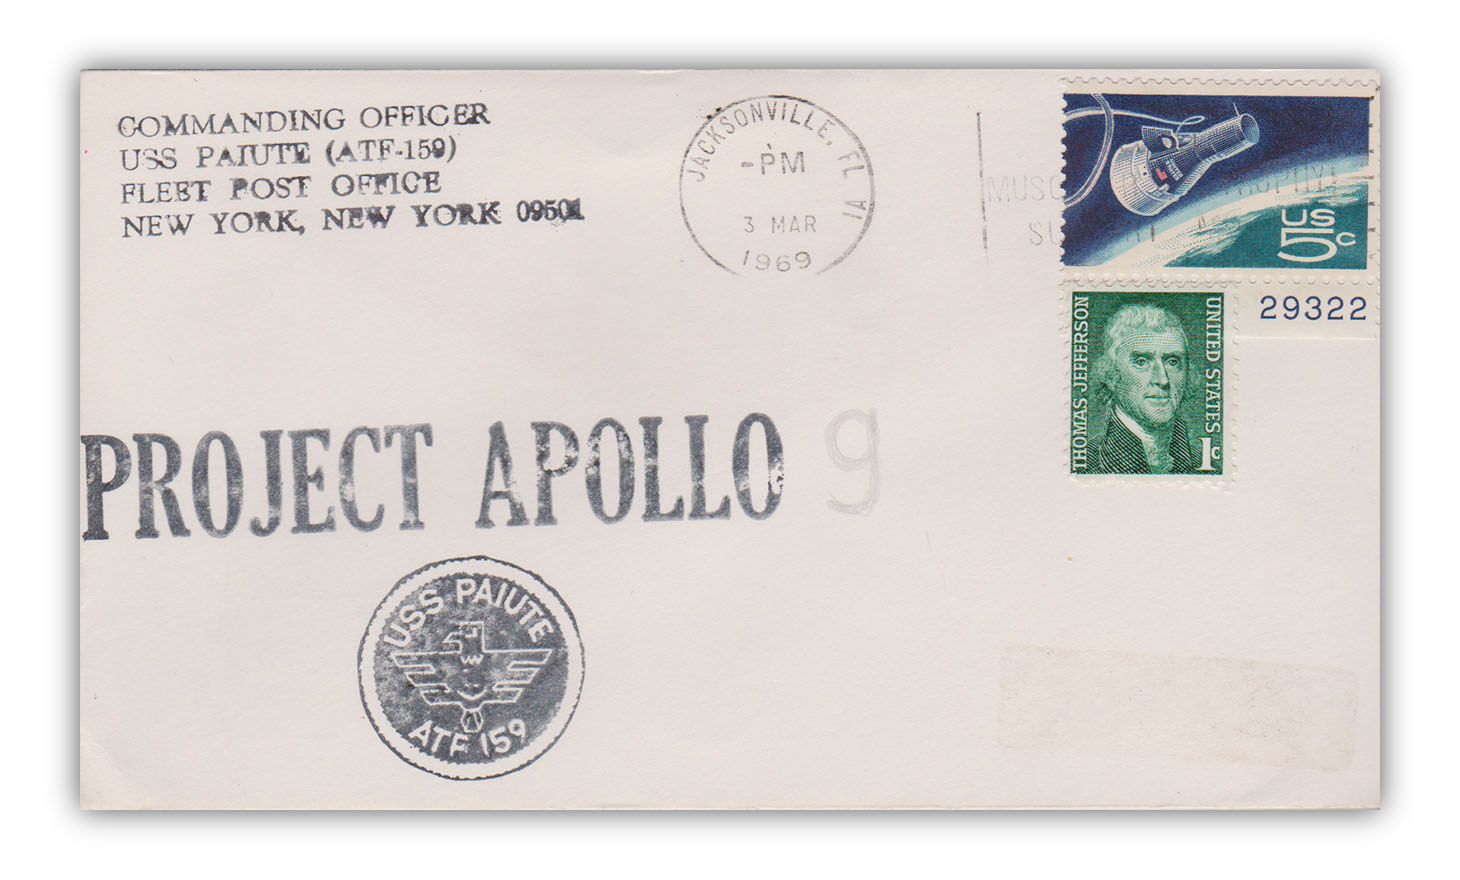 COMMANDING OFFICER
USS PAIUTE (ATF-159)
FLEET POST OFFICE
NEW YORK, NEW YORK 09501
JACKSONVILLE, FL
-PM
1A
3 MAR
1969
US
5c
29322
THOMAS JEFFERSON
UNITED STATES
1c
PROJECT APOLLO 9
USS PAIUTE
ATF 159